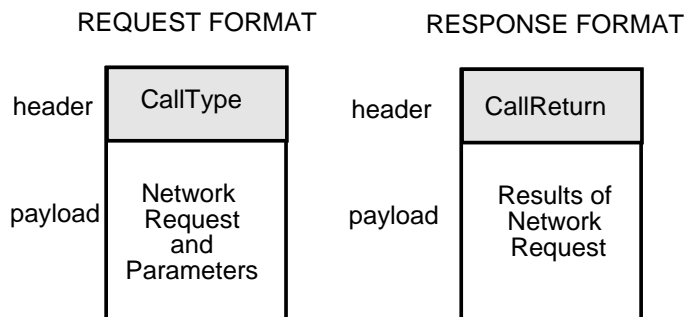 REQUEST FORMAT
RESPONSE FORMAT
header
CallType
header
CallReturn
payload
Network
Request
and
Parameters
payload
Results of
Network
Request